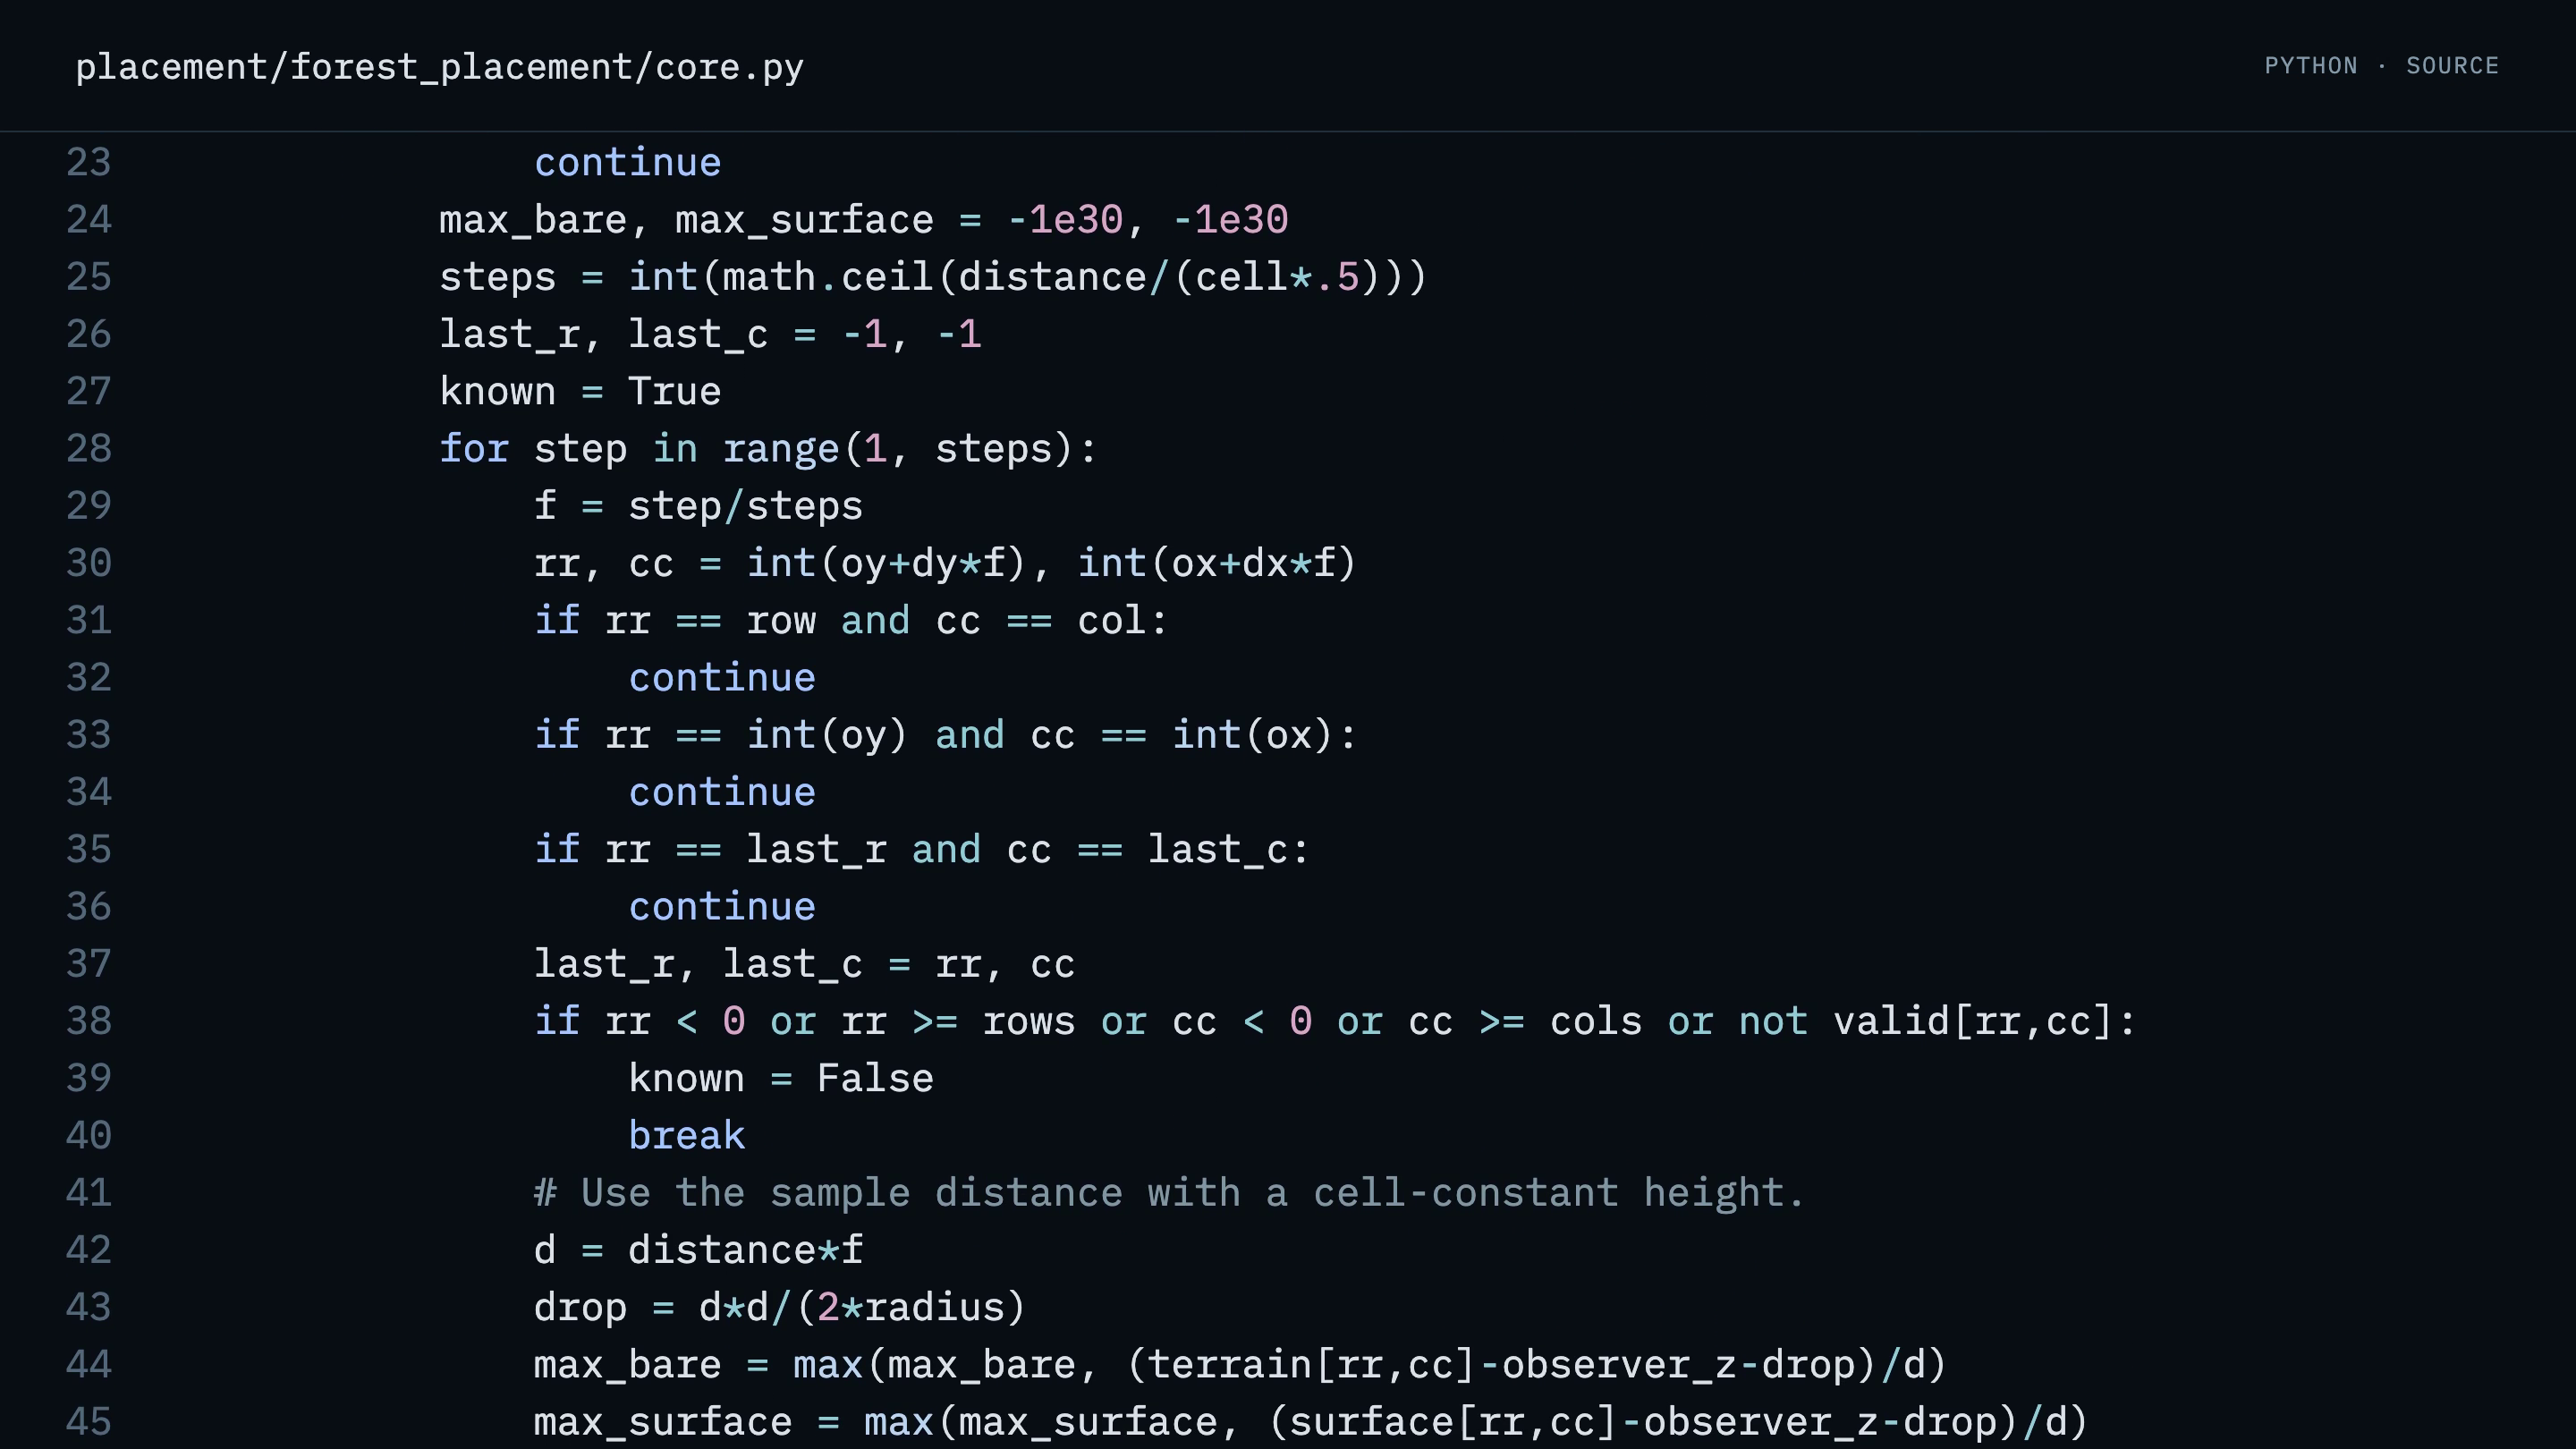 placement/forest_placement/core.py
PYTHON · SOURCE
23 continue
24 max_bare, max_surface = -1e30, -1e30
25 steps = int(math.ceil(distance/(cell*.5)))
26 last_r, last_c = -1, -1
27 known = True
28 for step in range(1, steps):
29 f = step/steps
30 rr, cc = int(oy+dy*f), int(ox+dx*f)
31 if rr == row and cc == col:
32 continue
33 if rr == int(oy) and cc == int(ox):
34 continue
35 if rr == last_r and cc == last_c:
36 continue
37 last_r, last_c = rr, cc
38 if rr < 0 or rr >= rows or cc < 0 or cc >= cols or not valid[rr,cc]:
39 known = False
40 break
41 # Use the sample distance with a cell-constant height.
42 d = distance*f
43 drop = d*d/(2*radius)
44 max_bare = max(max_bare, (terrain[rr,cc]-observer_z-drop)/d)
45 max_surface = max(max_surface, (surface[rr,cc]-observer_z-drop)/d)